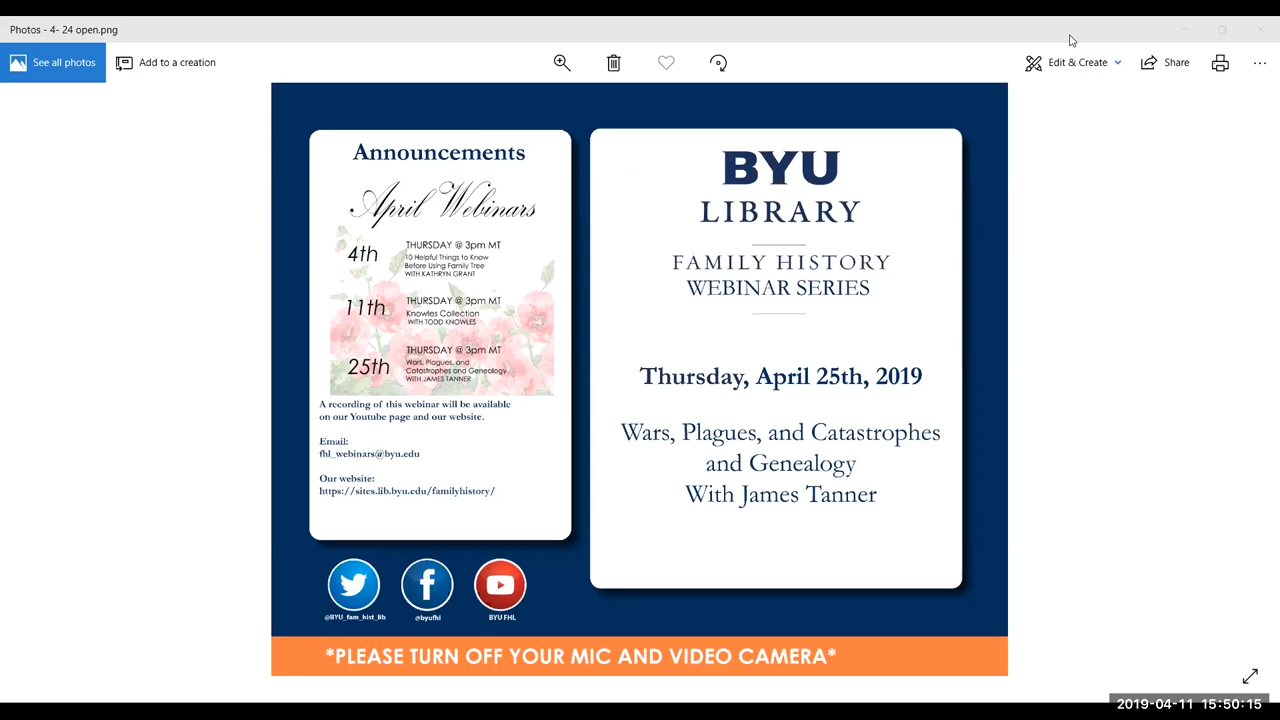 Photos - 4- 24 open.png
See all photos
Add to a creation
Edit & Create
Share
Announcements
April Webinars
4th
THURSDAY @ 3pm MT
10 Helpful Things to Know
Before Using Family Tree
WITH KATHRYN GRANT
11th
THURSDAY @ 3pm MT
Knowles Collection
WITH TODD KNOWLES
25th
THURSDAY @ 3pm MT
Wars, Plagues, and
Catastrophes and Genealogy
WITH JAMES TANNER
A recording of this webinar will be available
on our Youtube page and our website.
Email:
fhl_webinars@byu.edu
Our website:
https://sites.lib.byu.edu/familyhistory/
@BYU_fam_hist_lib
@byufhl
BYU FHL
BYU
LIBRARY
FAMILY HISTORY
WEBINAR SERIES
Thursday, April 25th, 2019
Wars, Plagues, and Catastrophes
and Genealogy
With James Tanner
*PLEASE TURN OFF YOUR MIC AND VIDEO CAMERA*
2019-04-11 15:50:15